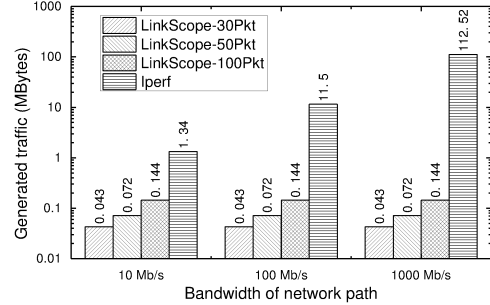 Generated traffic (MBytes)
1000
100
10
1
0.1
0.01
LinkScope-30Pkt
LinkScope-50Pkt
LinkScope-100Pkt
Iperf
0.043
0.072
0.144
1.34
0.043
0.072
0.144
11.5
0.043
0.072
0.144
112.52
10 Mb/s
100 Mb/s
1000 Mb/s
Bandwidth of network path